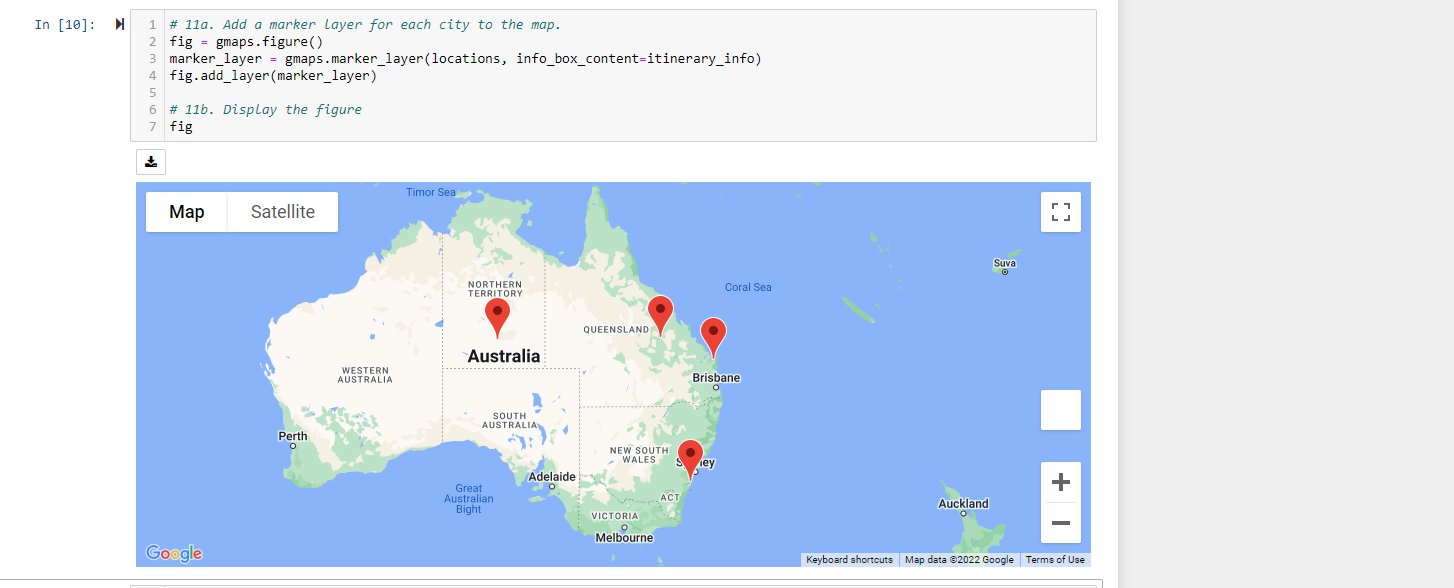 In [10]:
1 # 11a. Add a marker layer for each city to the map.
2 fig = gmaps.figure()
3 marker_layer = gmaps.marker_layer(locations, info_box_content=itinerary_info)
4 fig.add_layer(marker_layer)
5
6 # 11b. Display the figure
7 fig
Map Satellite
Timor Sea
Suva
NORTHERN
TERRITORY
Coral Sea
QUEENSLAND
Australia
WESTERN
AUSTRALIA
Brisbane
SOUTH
AUSTRALIA
Perth
NEW SOUTH
WALES
Adelaide
Great
Australian
Bight
ACT
Auckland
VICTORIA
Melbourne
Google
Keyboard shortcuts Map data ©2022 Google Terms of Use